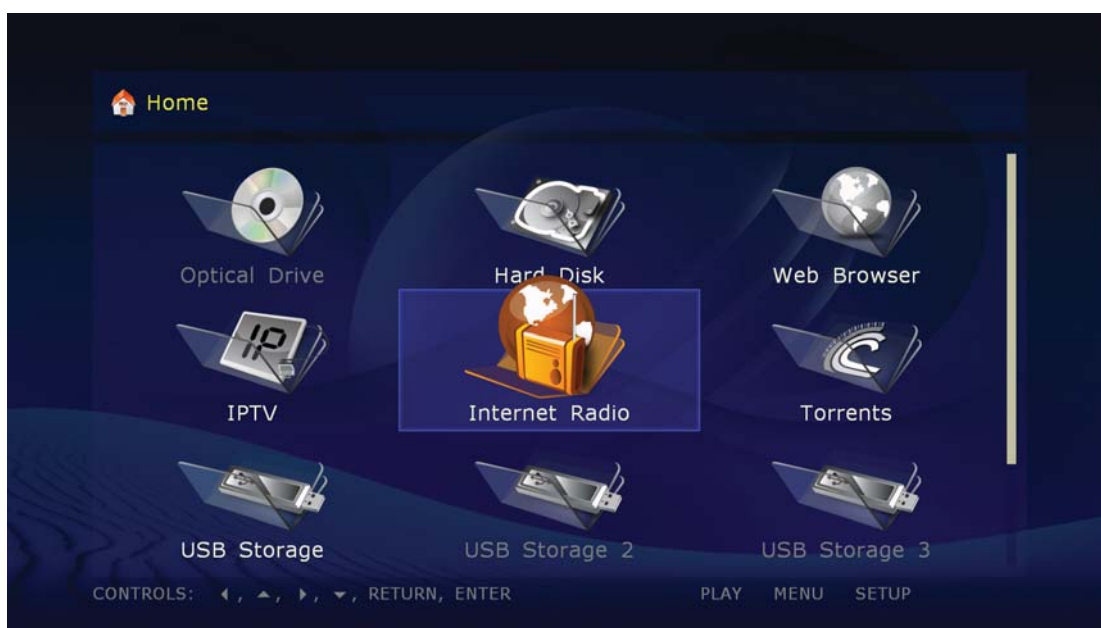 Home
Optical Drive Hard Disk Web Browser
IPTV Internet Radio Torrents
USB Storage USB Storage 2 USB Storage 3
CONTROLS: , , , , RETURN, ENTER PLAY MENU SETUP